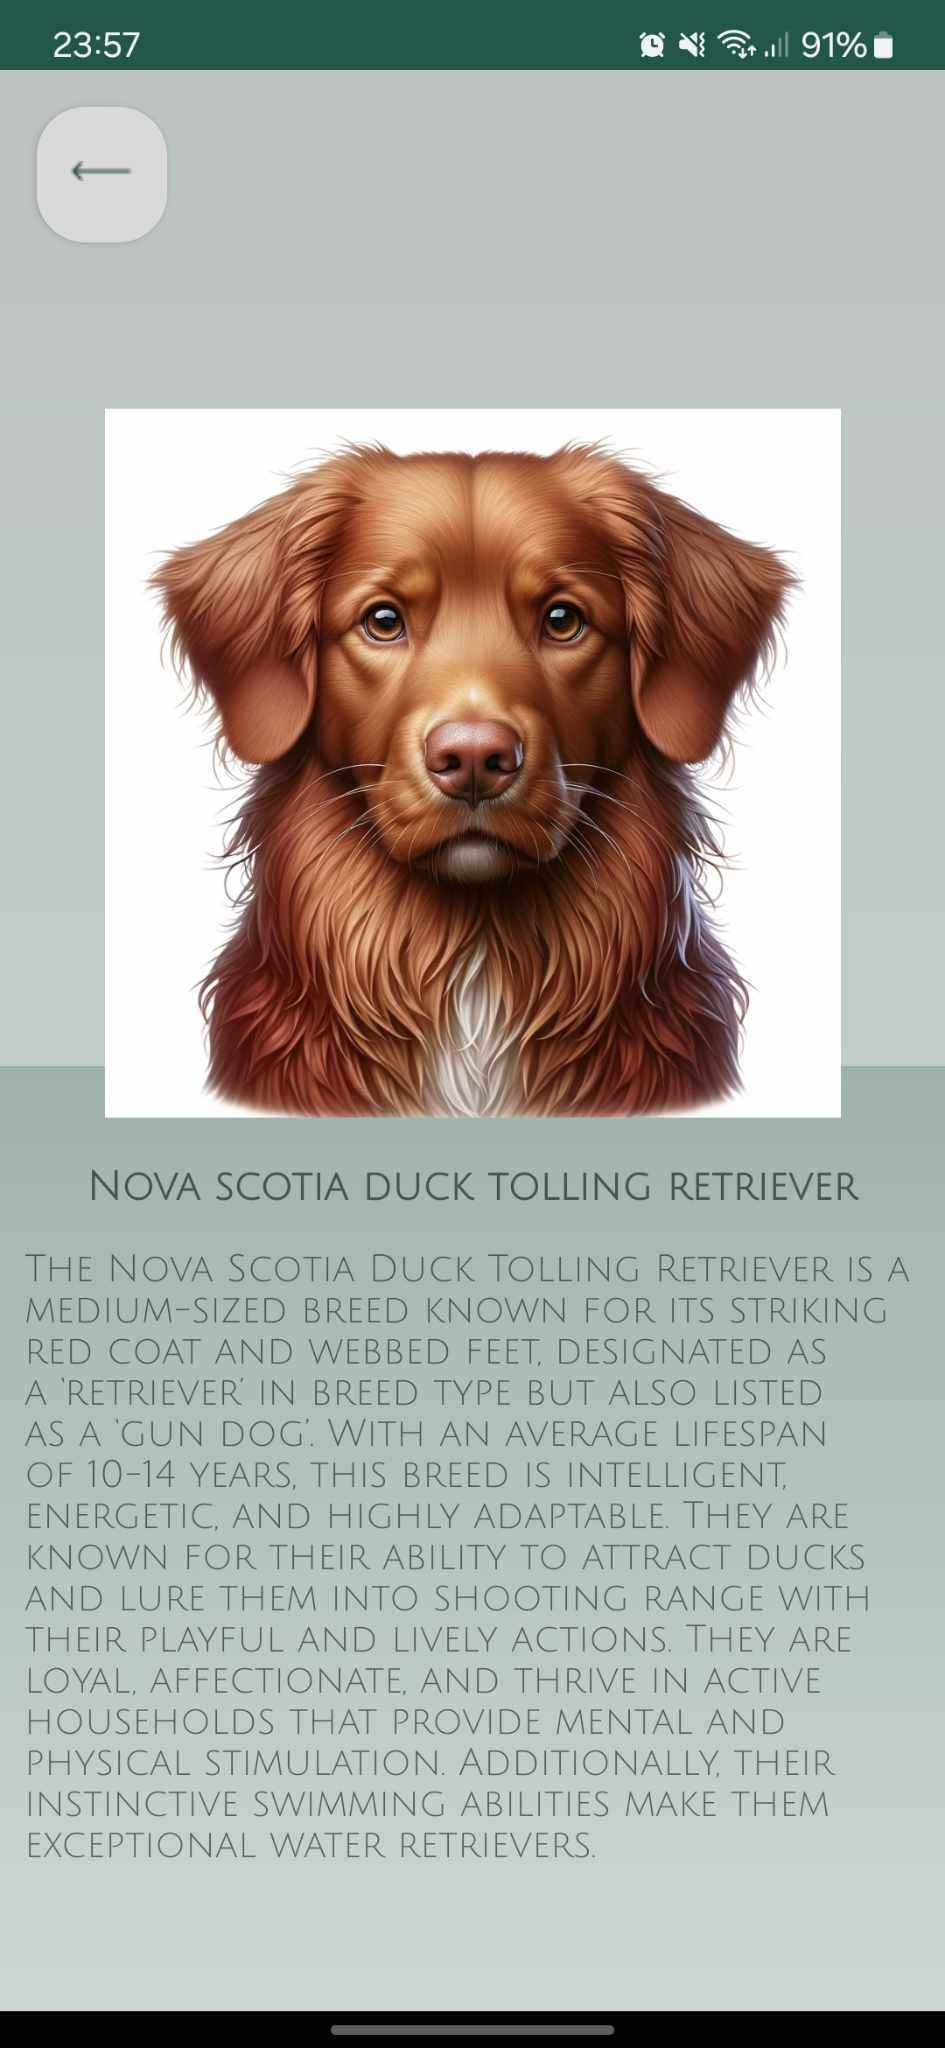 23:57
91%
Nova scotia duck tolling retriever
The Nova Scotia Duck Tolling Retriever is a
medium-sized breed known for its striking
red coat and webbed feet, designated as
a 'retriever' in breed type but also listed
as a 'gun dog'. With an average lifespan
of 10-14 years, this breed is intelligent,
energetic, and highly adaptable. They are
known for their ability to attract ducks
and lure them into shooting range with
their playful and lively actions. They are
loyal, affectionate, and thrive in active
households that provide mental and
physical stimulation. Additionally, their
instinctive swimming abilities make them
exceptional water retrievers.